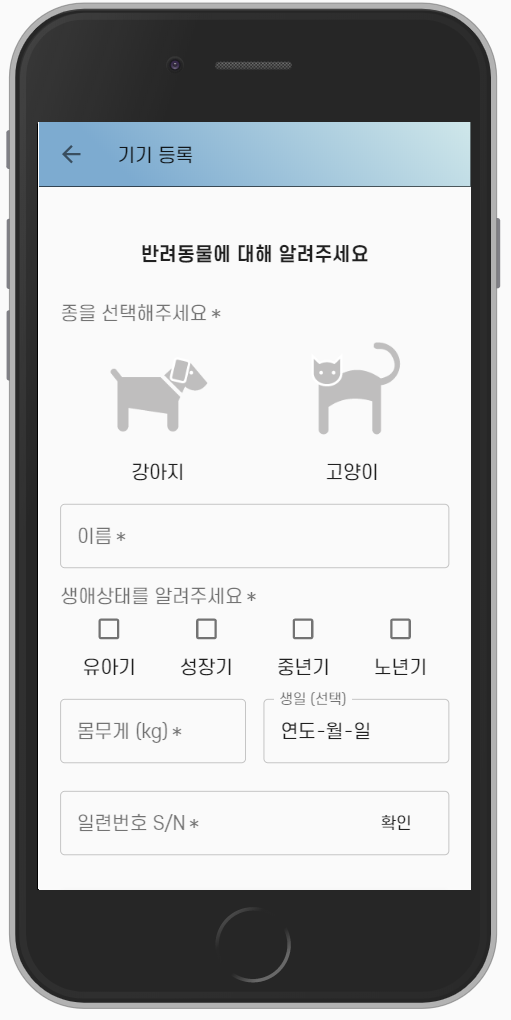 기기 등록
반려동물에 대해 알려주세요
종을 선택해주세요 *
강아지 고양이
이름 *
생애상태를 알려주세요 *
유아기 성장기 중년기 노년기
생일 (선택)
몸무게 (kg) * 연도-월-일
일련번호 S/N * 확인